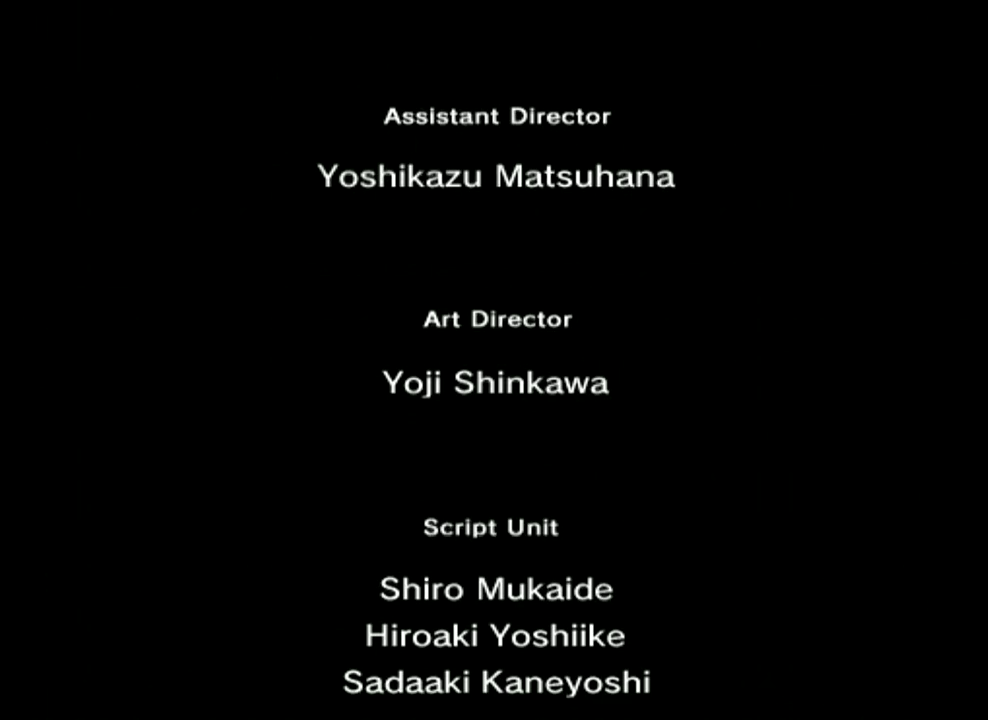 Assistant Director
Yoshikazu Matsuhana
Art Director
Yoji Shinkawa
Script Unit
Shiro Mukaide
Hiroaki Yoshiike
Sadaaki Kaneyoshi